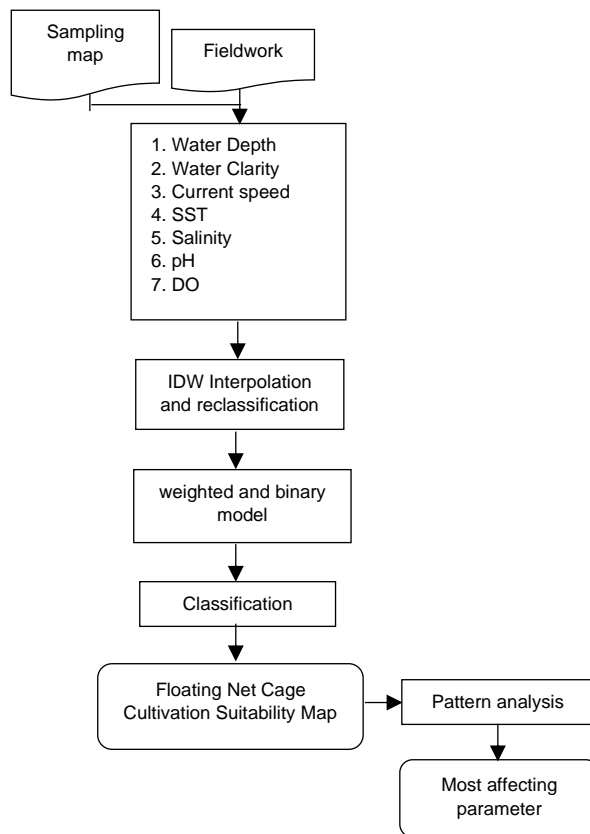 Sampling
map
Fieldwork
1. Water Depth
2. Water Clarity
3. Current speed
4. SST
5. Salinity
6. pH
7. DO
IDW Interpolation
and reclassification
weighted and binary
model
Classification
Floating Net Cage
Cultivation Suitability Map
Pattern analysis
Most affecting
parameter